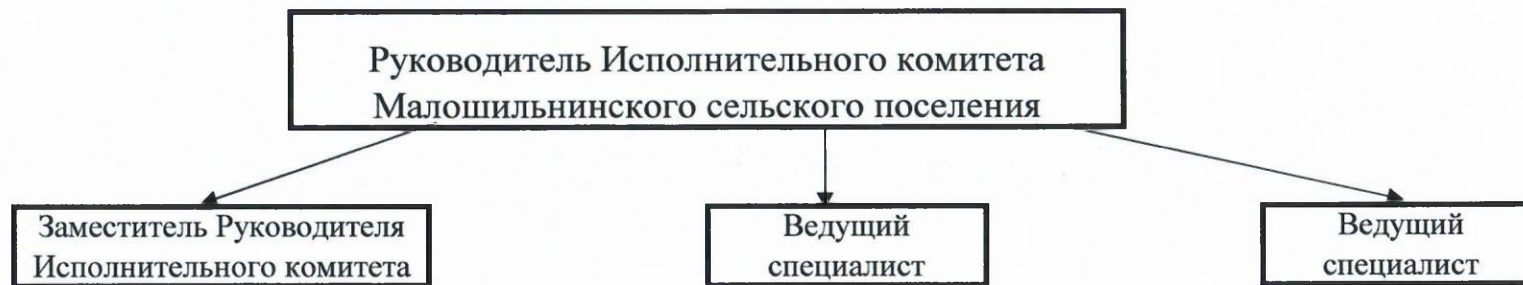 Руководитель Исполнительного комитета
Малошильнинского сельского поселения
Заместитель Руководителя
Исполнительного комитета
Ведущий
специалист
Ведущий
специалист